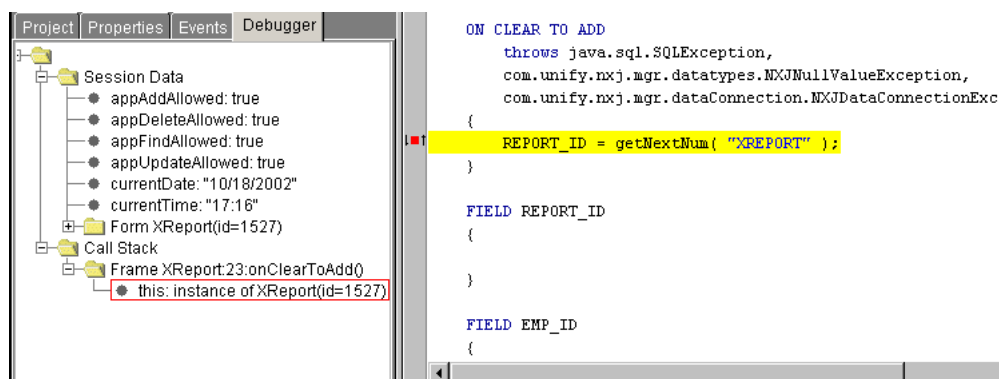 Project Properties Events Debugger
Session Data
appAddAllowed: true
appDeleteAllowed: true
appFindAllowed: true
appUpdateAllowed: true
currentDate: "10/18/2002"
currentTime: "17:16"
Form XReport(id=1527)
Call Stack
Frame XReport:23:onClearToAdd()
this: instance of XReport(id=1527)
ON CLEAR TO ADD
throws java.sql.SQLException,
com.unify.nxj.mgr.datatypes.NXJNullValueException,
com.unify.nxj.mgr.dataConnection.NXJDataConnectionExc
{
REPORT_ID = getNextNum( "XREPORT" );
}
FIELD REPORT_ID
{
}
FIELD EMP_ID
{